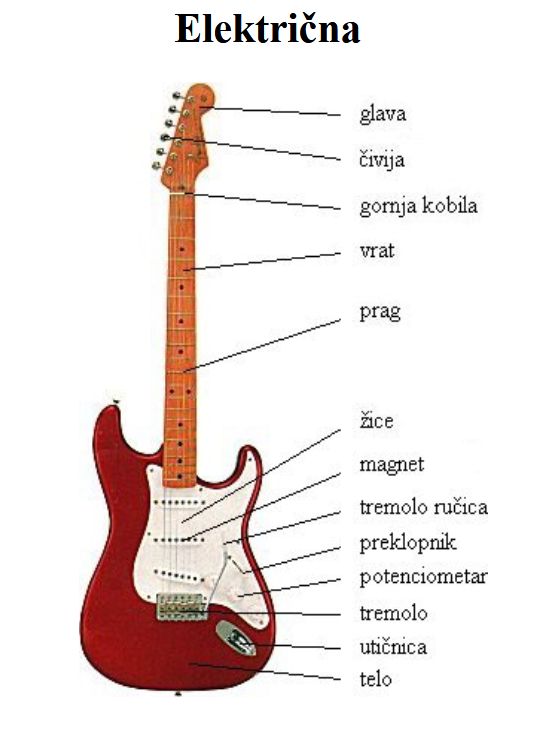 Električna
glava
čivija
gornja kobila
vrat
prag
žice
magnet
tremolo ručica
preklopnik
potenciometar
tremolo
utičnica
telo